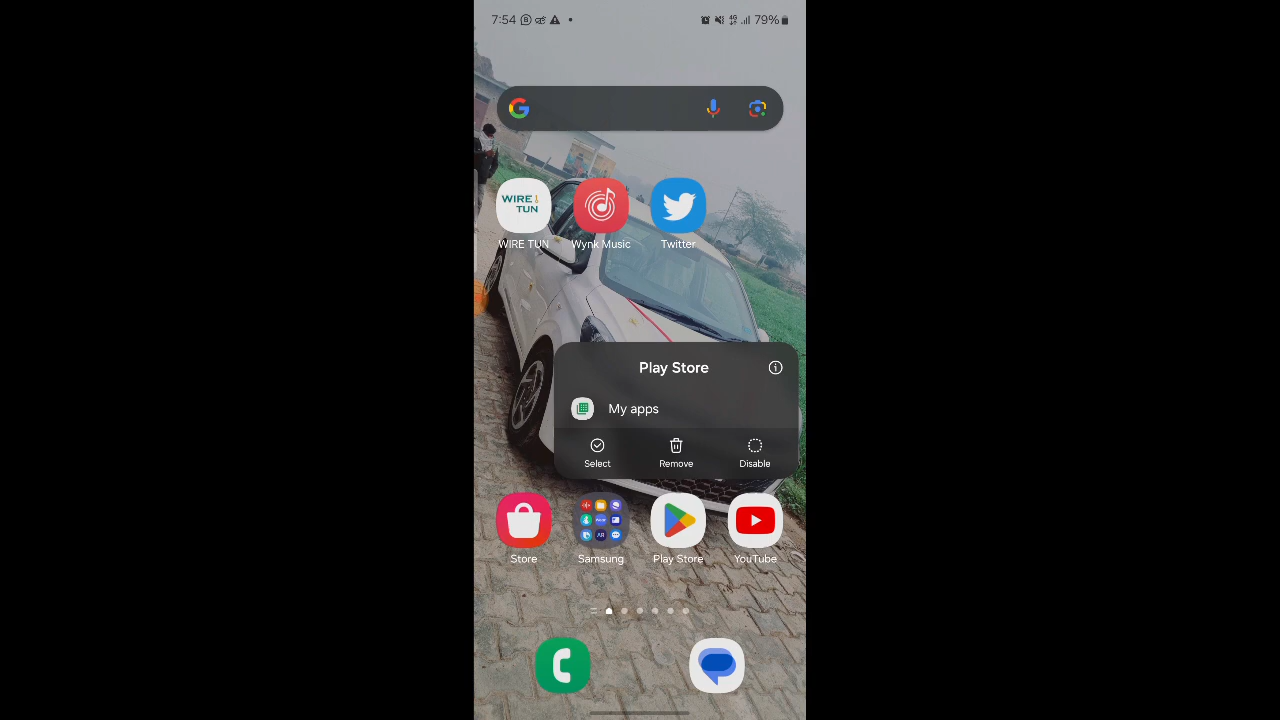 7:54
79%
WIRE TUN
WIRE TUN Wynk Music Twitter
Play Store
My apps
Select Remove Disable
Store Samsung Play Store YouTube